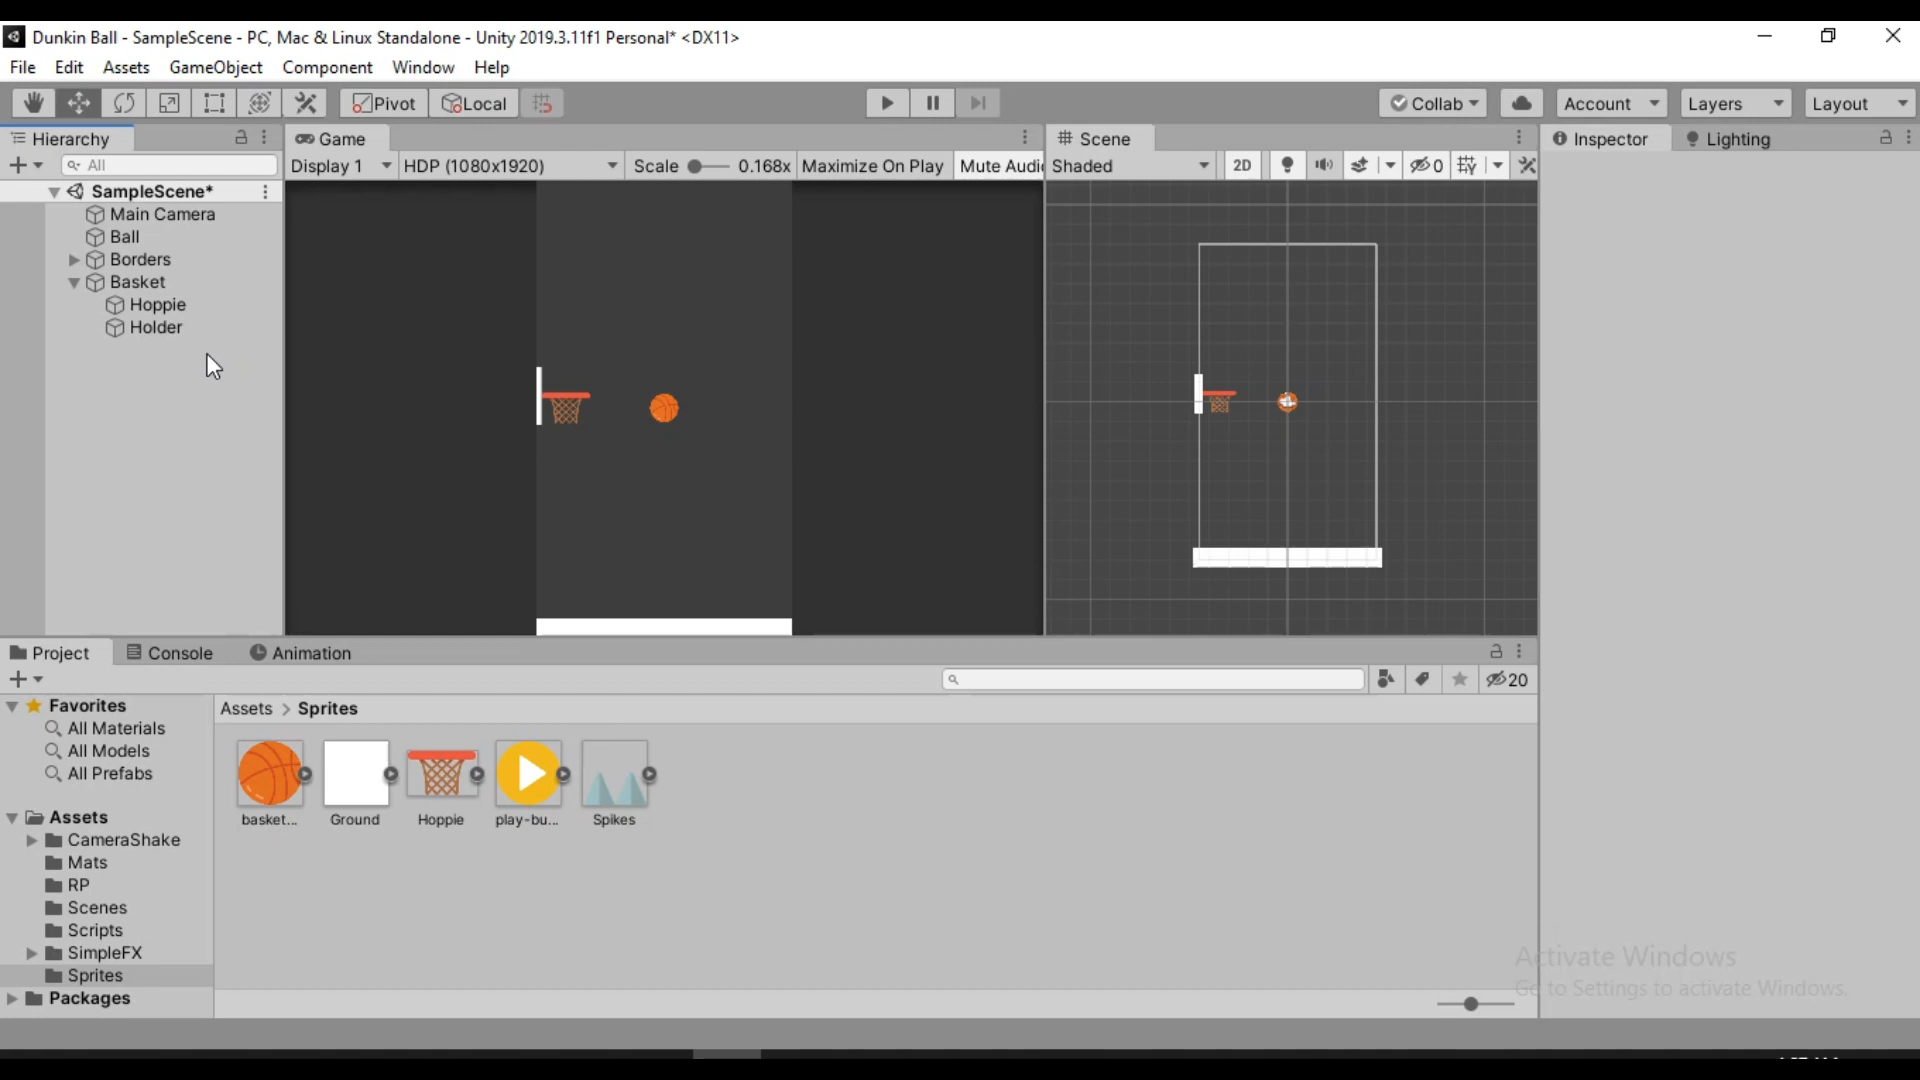 Dunkin Ball - SampleScene - PC, Mac & Linux Standalone - Unity 2019.3.11f1 Personal* <DX11>
File Edit Assets GameObject Component Window Help
Pivot Local Collab Account Layers Layout
Hierarchy Game Scene Inspector Lighting
All Display 1 HDP (1080x1920) Scale 0.168x Maximize On Play Mute Audi Shaded 2D 0
SampleScene*
Main Camera
Ball
Borders
Basket
Hoppie
Holder
Project Console Animation
20
Favorites
All Materials
All Models
All Prefabs
Assets
CameraShake
Mats
RP
Scenes
Scripts
SimpleFX
Sprites
Packages
Assets > Sprites
basket... Ground Hoppie play-bu... Spikes
Activate Windows
Go to Settings to activate Windows.